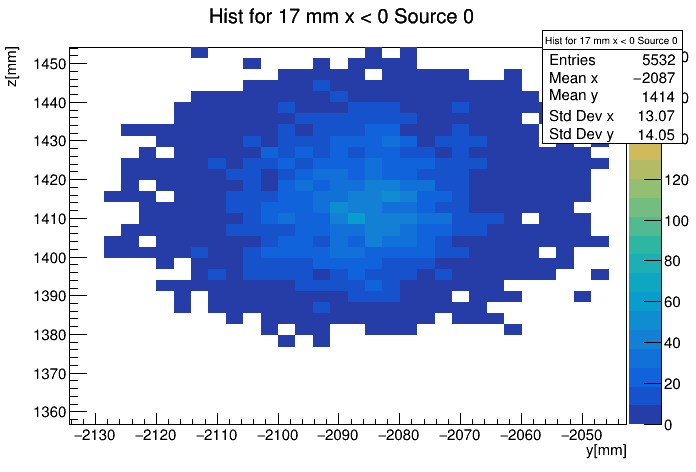 Hist for 17 mm x < 0 Source 0
z[mm]
1450
1440
1430
1420
1410
1400
1390
1380
1370
1360
−2130 −2120 −2110 −2100 −2090 −2080 −2070 −2060 −2050
y[mm]
Hist for 17 mm x < 0 Source 0
Entries 5532
Mean x −2087
Mean y 1414
Std Dev x 13.07
Std Dev y 14.05
0
0
120
100
80
60
40
20
0